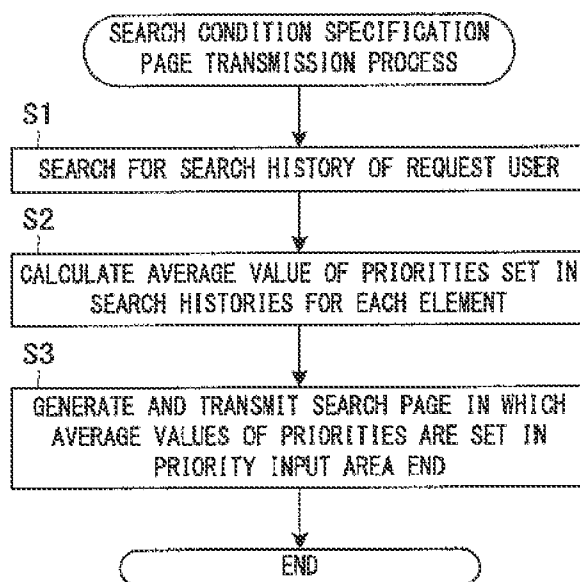 SEARCH CONDITION SPECIFICATION
PAGE TRANSMISSION PROCESS
S1
SEARCH FOR SEARCH HISTORY OF REQUEST USER
S2
CALCULATE AVERAGE VALUE OF PRIORITIES SET IN
SEARCH HISTORIES FOR EACH ELEMENT
S3
GENERATE AND TRANSMIT SEARCH PAGE IN WHICH
AVERAGE VALUES OF PRIORITIES ARE SET IN
PRIORITY INPUT AREA END
END